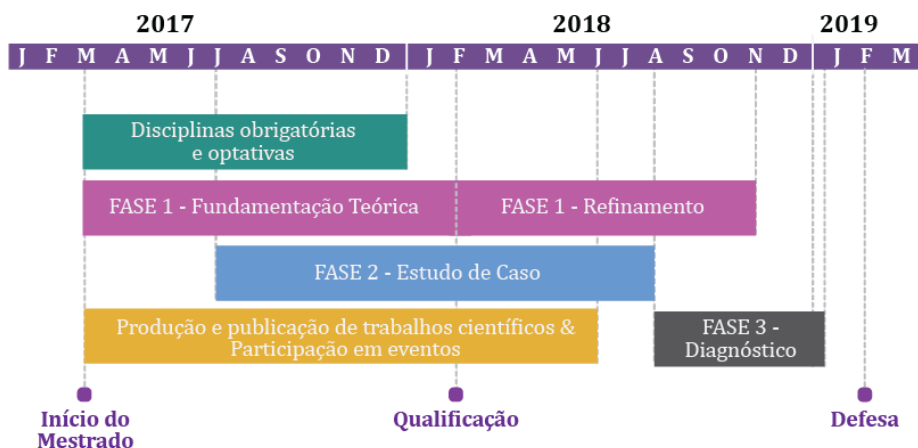 2017 2018 2019
J F M A M J J A S O N D J F M A M J J A S O N D J F M
Disciplinas obrigatórias
e optativas
FASE 1 - Fundamentação Teórica FASE 1 - Refinamento
FASE 2 - Estudo de Caso
Produção e publicação de trabalhos científicos &
Participação em eventos
FASE 3 -
Diagnóstico
Início do
Mestrado
Qualificação
Defesa